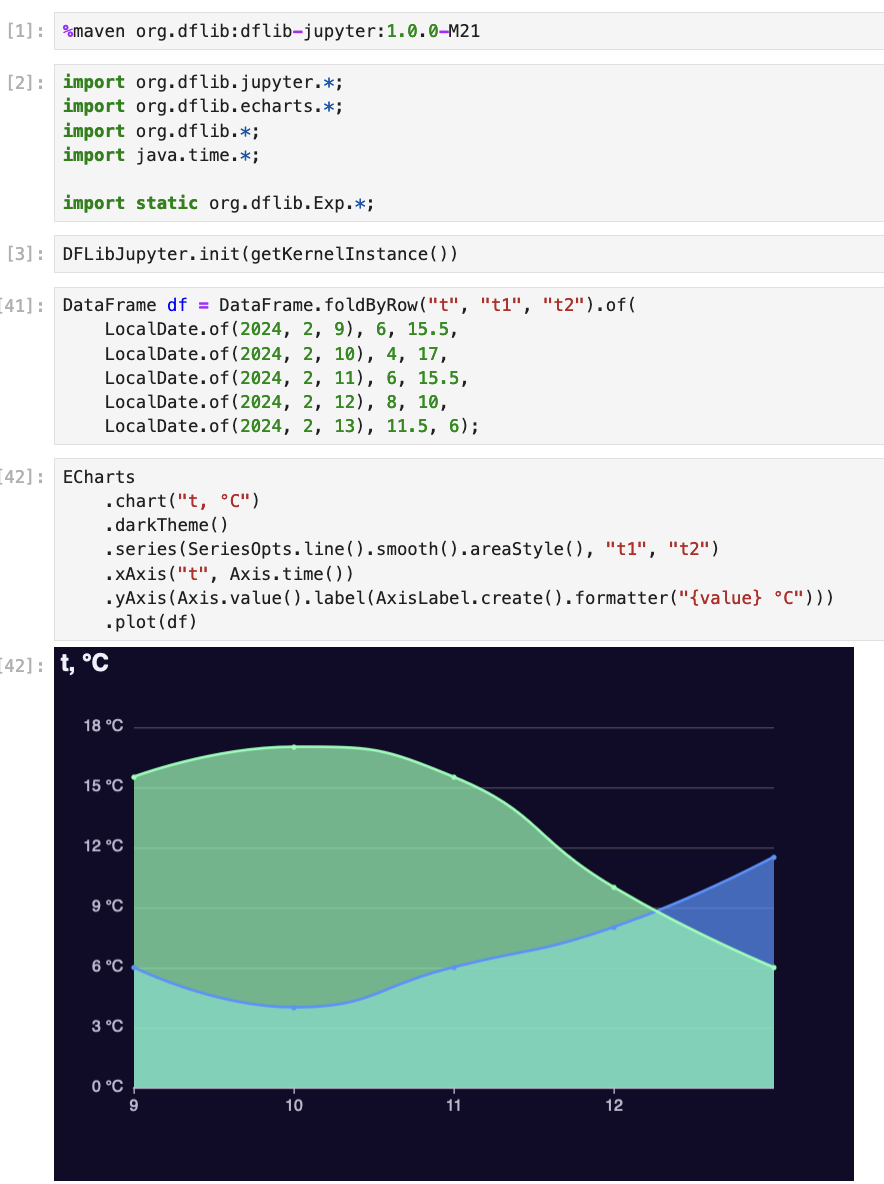 [1]: %maven org.dflib:dflib-jupyter:1.0.0-M21
[2]: import org.dflib.jupyter.*;
import org.dflib.echarts.*;
import org.dflib.*;
import java.time.*;
import static org.dflib.Exp.*;
[3]: DFLibJupyter.init(getKernelInstance())
[41]: DataFrame df = DataFrame.foldByRow("t", "t1", "t2").of(
LocalDate.of(2024, 2, 9), 6, 15.5,
LocalDate.of(2024, 2, 10), 4, 17,
LocalDate.of(2024, 2, 11), 6, 15.5,
LocalDate.of(2024, 2, 12), 8, 10,
LocalDate.of(2024, 2, 13), 11.5, 6);
[42]: ECharts
.chart("t, °C")
.darkTheme()
.series(SeriesOpts.line().smooth().areaStyle(), "t1", "t2")
.xAxis("t", Axis.time())
.yAxis(Axis.value().label(AxisLabel.create().formatter("{value} °C")))
.plot(df)
[42]: t, °C
18 °C
15 °C
12 °C
9 °C
6 °C
3 °C
0 °C
9 10 11 12